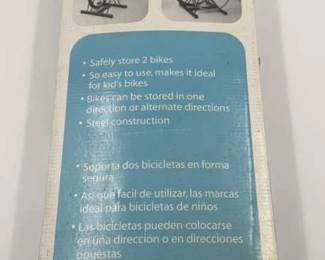 • Safely store 2 bikes
• So easy to use, makes it ideal
for kid's bikes
• Bikes can be stored in one
direction or alternate directions
• Steel construction
• Soporta dos bicicletas en forma
segura
• Así que facil de utilizar, las marcas
ideal para bicicletas de niños
• Las bicicletas pueden colocarse
en una dirección o en direcciones
opuestas